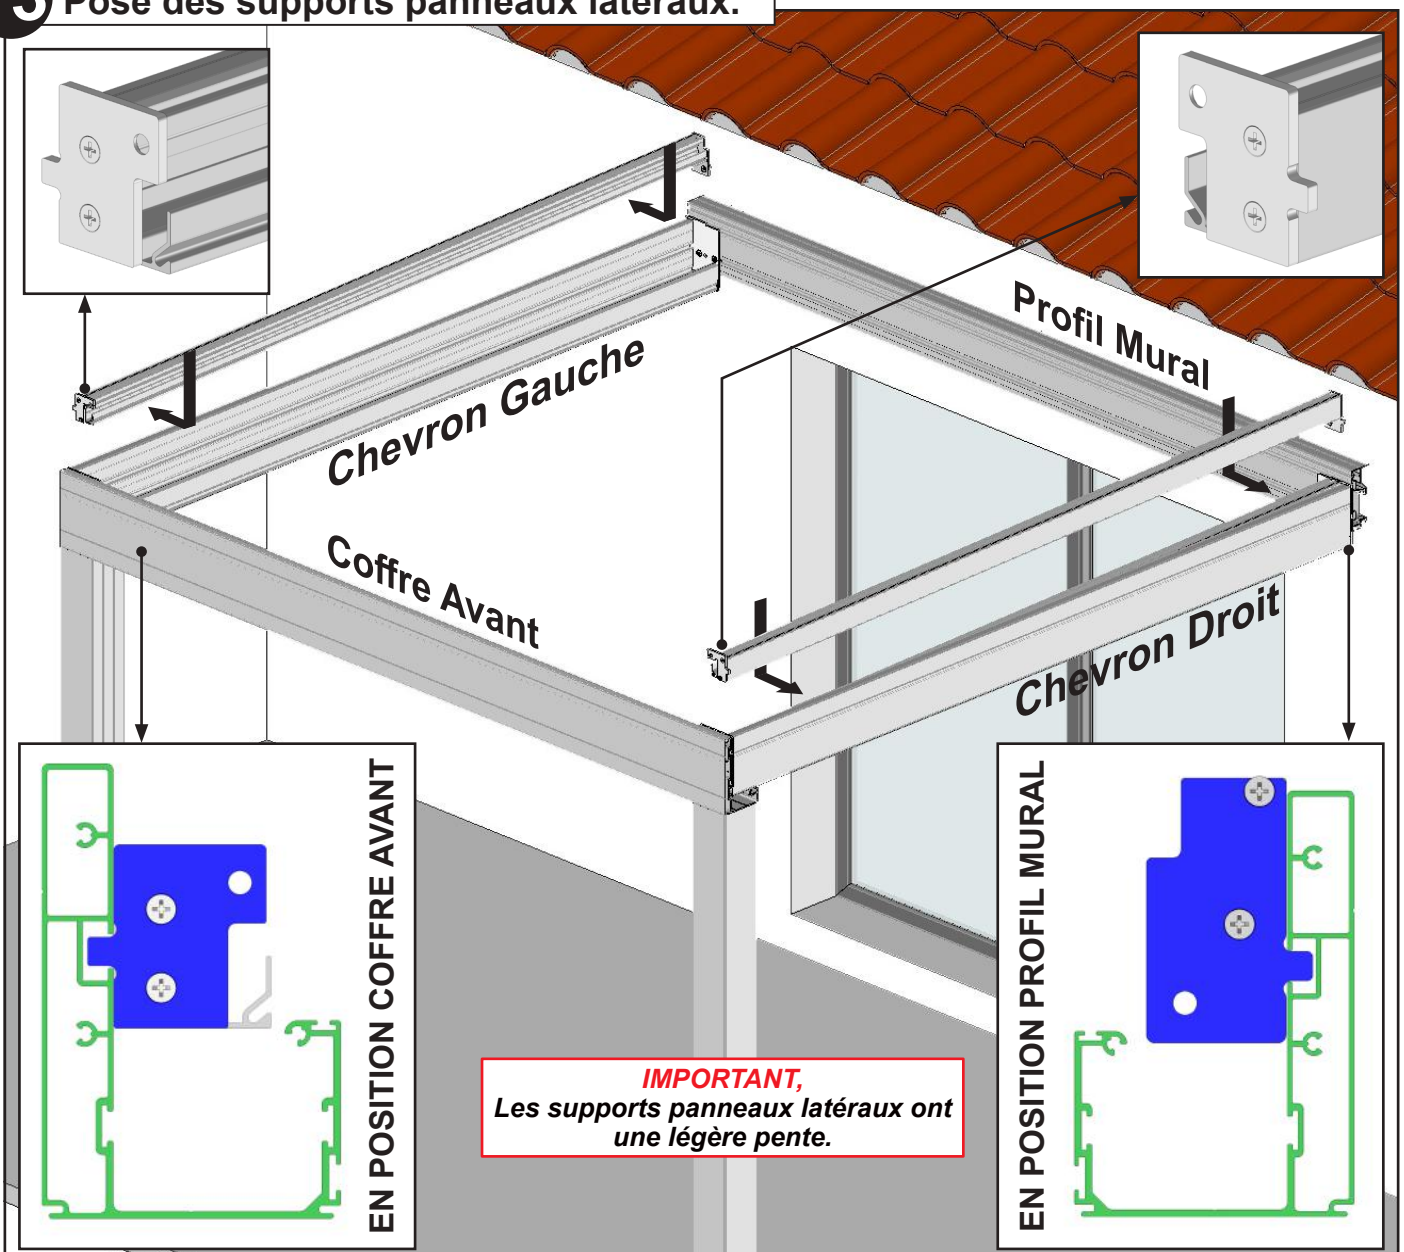 Pose des supports panneaux latéraux.
Profil Mural
Chevron Gauche
Coffre Avant
Chevron Droit
EN POSITION COFFRE AVANT
EN POSITION PROFIL MURAL
IMPORTANT,
Les supports panneaux latéraux ont
une légère pente.